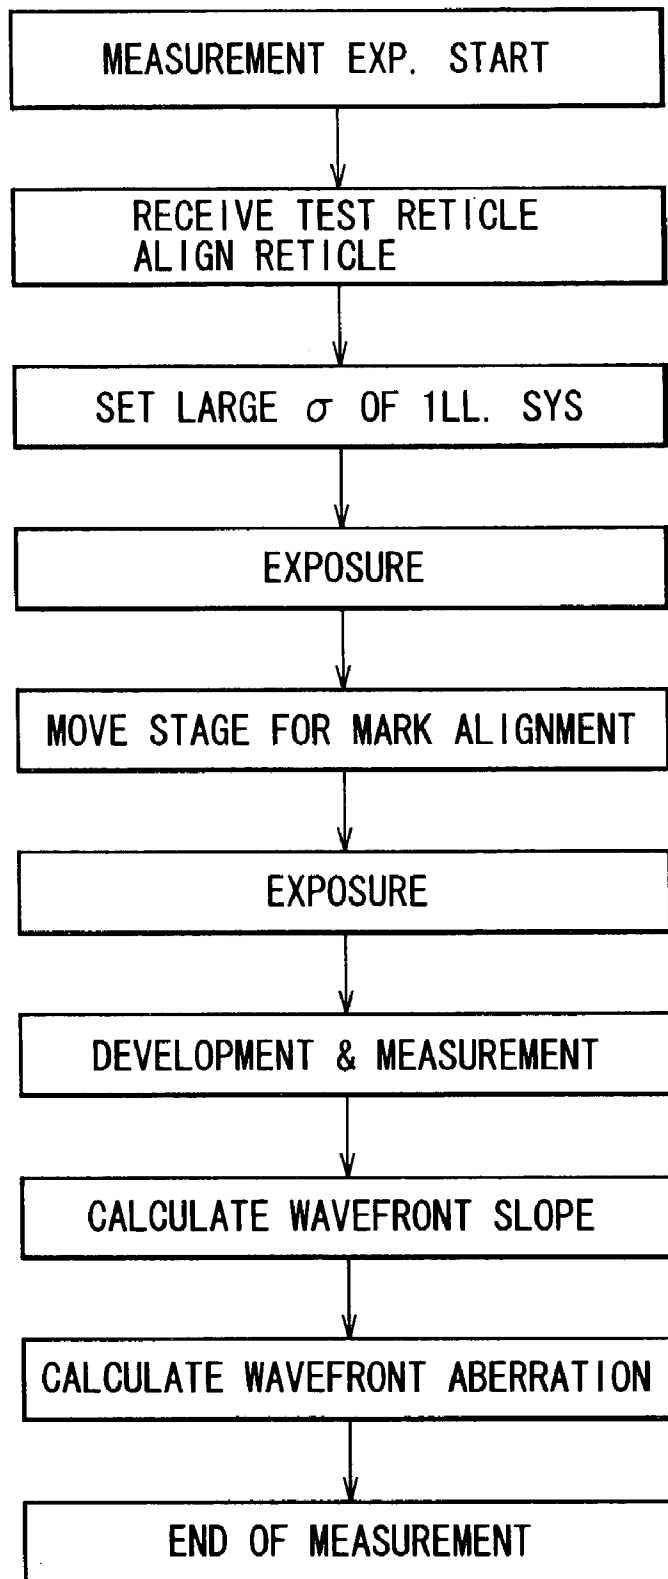 MEASUREMENT EXP. START
RECEIVE TEST RETICLE
ALIGN RETICLE
SET LARGE σ OF 1LL. SYS
EXPOSURE
MOVE STAGE FOR MARK ALIGNMENT
EXPOSURE
DEVELOPMENT & MEASUREMENT
CALCULATE WAVEFRONT SLOPE
CALCULATE WAVEFRONT ABERRATION
END OF MEASUREMENT